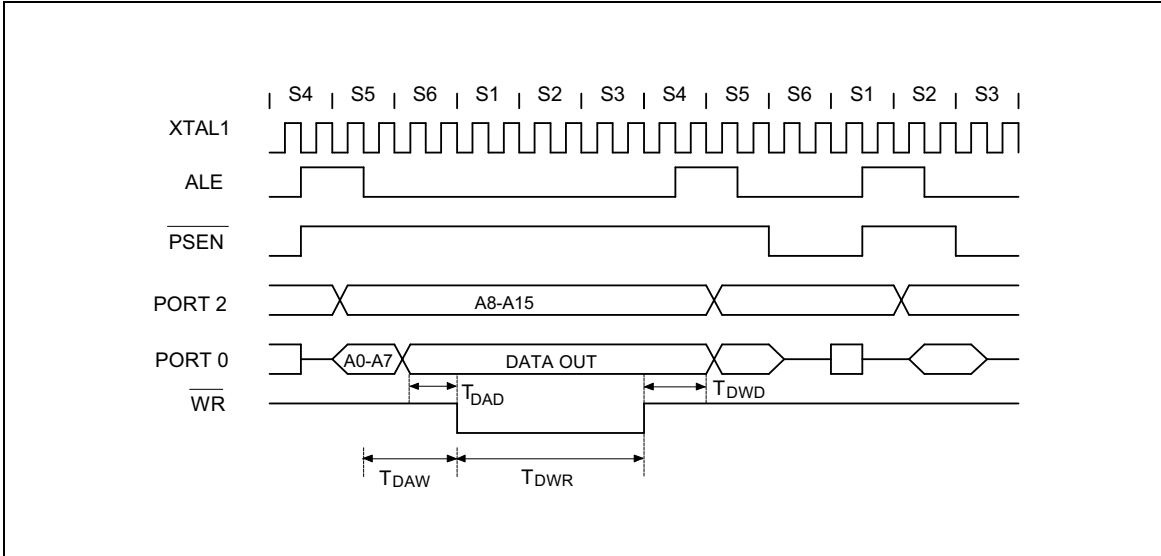 S4 S5 S6 S1 S2 S3 S4 S5 S6 S1 S2 S3
XTAL1
ALE
PSEN
PORT 2 A8-A15
PORT 0 A0-A7 DATA OUT
TDAD TDWD
WR
TDAW TDWR